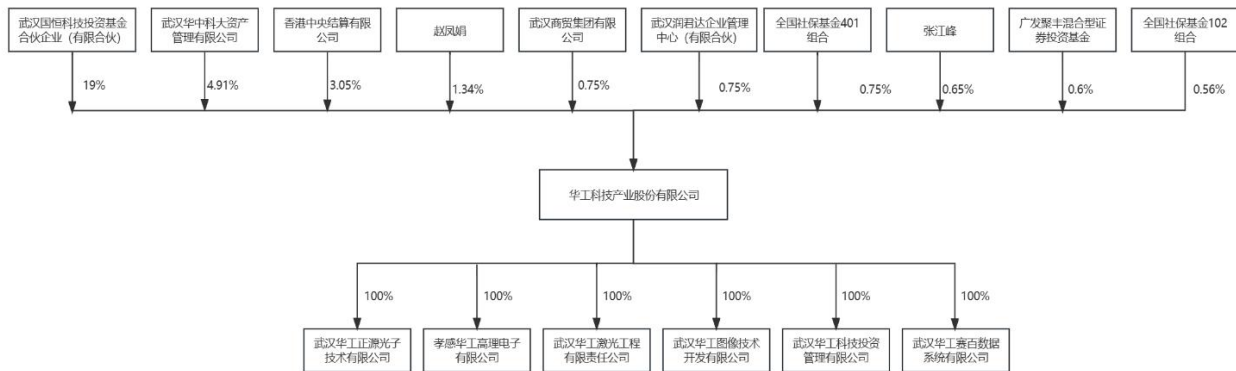 武汉国恒科技投资基金
合伙企业（有限合伙）
武汉华中科大资产
管理有限公司
香港中央结算有限
公司
赵凤娟
武汉商贸集团有限
公司
武汉润君达企业管理
中心（有限合伙）
全国社保基金401
组合
张江峰
广发聚丰混合型证
券投资基金
全国社保基金102
组合
19%
4.91%
3.05%
1.34%
0.75%
0.75%
0.75%
0.65%
0.6%
0.56%
华工科技产业股份有限公司
100%
100%
100%
100%
100%
100%
武汉华工正源光子
技术有限公司
孝感华工高理电子
有限公司
武汉华工激光工程
有限责任公司
武汉华工图像技术
开发有限公司
武汉华工科技投资
管理有限公司
武汉华工赛百数据
系统有限公司